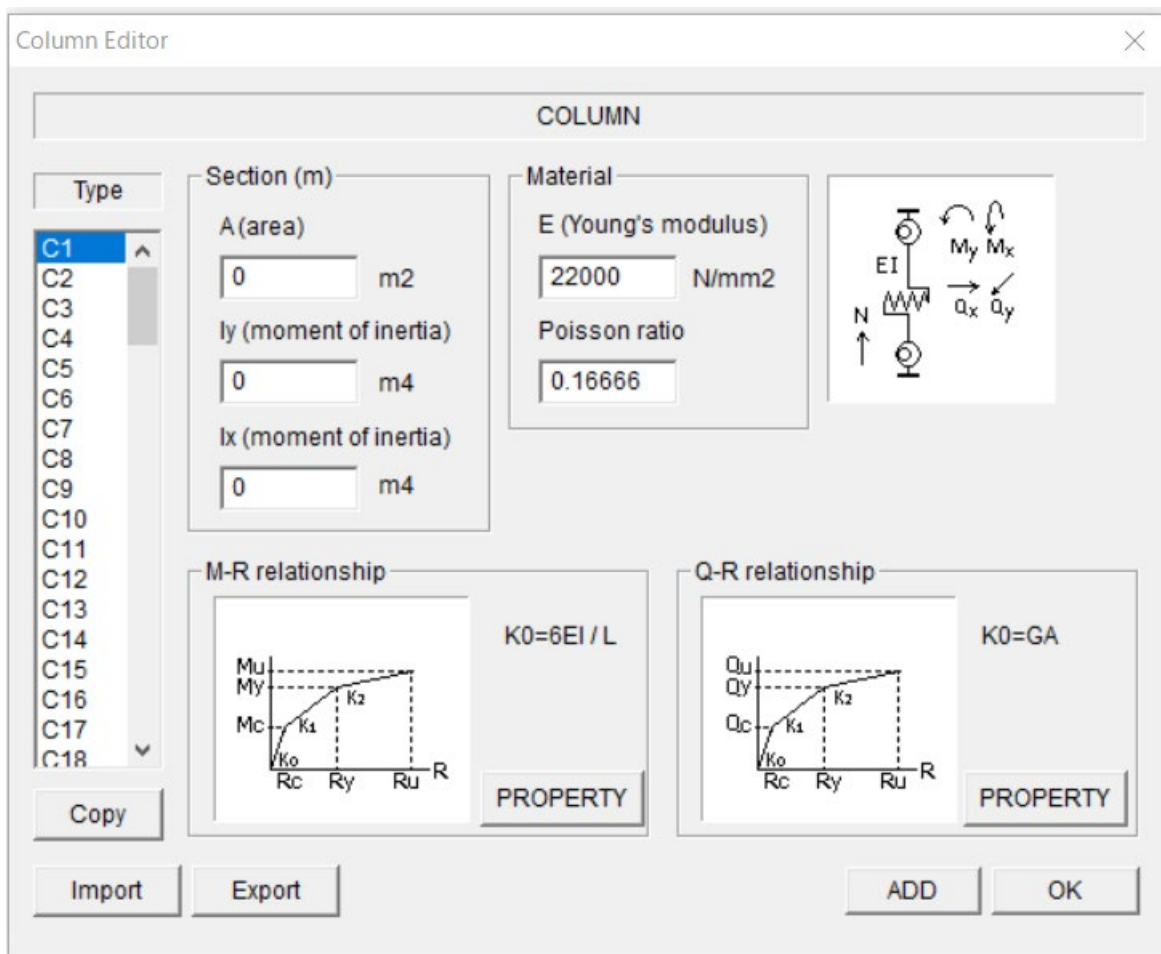 Column Editor
COLUMN
Type
C1
C2
C3
C4
C5
C6
C7
C8
C9
C10
C11
C12
C13
C14
C15
C16
C17
C18
Copy
Section (m)
A (area)
0 m2
Iy (moment of inertia)
0 m4
Ix (moment of inertia)
0 m4
Material
E (Young's modulus)
22000 N/mm2
Poisson ratio
0.16666
My Mx
EI
Qx Qy
N
M-R relationship
K0=6EI / L
Mu
My
K2
Mc K1
Ko
R
Rc Ry Ru
PROPERTY
Q-R relationship
K0=GA
Qu
Qy
K2
Qc K1
Ko
R
Rc Ry Ru
PROPERTY
Import Export ADD OK